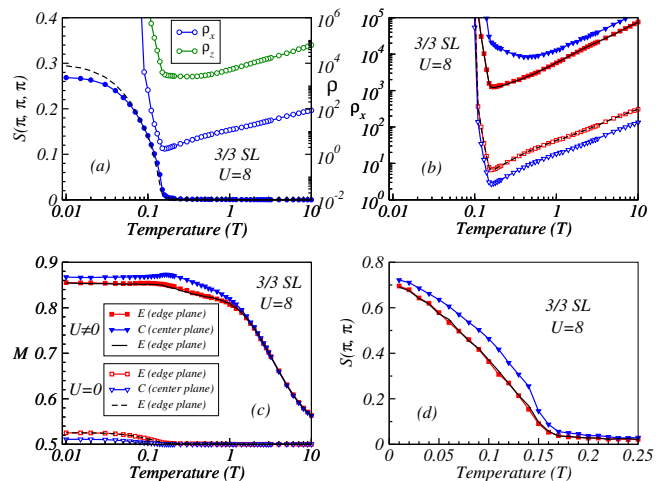 0.4
0.3
0.2
0.1
0
S(π, π, π)
ρx
ρz
(a)
3/3 SL
U=8
10^6
10^4
10^2
10^0
10^-2
ρ
0.01 0.1 1 10
Temperature (T)
10^5
10^4
10^3
10^2
10^1
10^0
ρx
3/3 SL
U=8
(b)
0.01 0.1 1 10
Temperature (T)
0.9
0.8
0.7
0.6
0.5
M
3/3 SL
U=8
U≠0
E (edge plane)
C (center plane)
E (edge plane)
U=0
E (edge plane)
C (center plane)
E (edge plane)
(c)
0.01 0.1 1 10
Temperature (T)
0.8
0.6
0.4
0.2
0
S(π, π)
3/3 SL
U=8
(d)
0 0.05 0.1 0.15 0.2 0.25
Temperature (T)